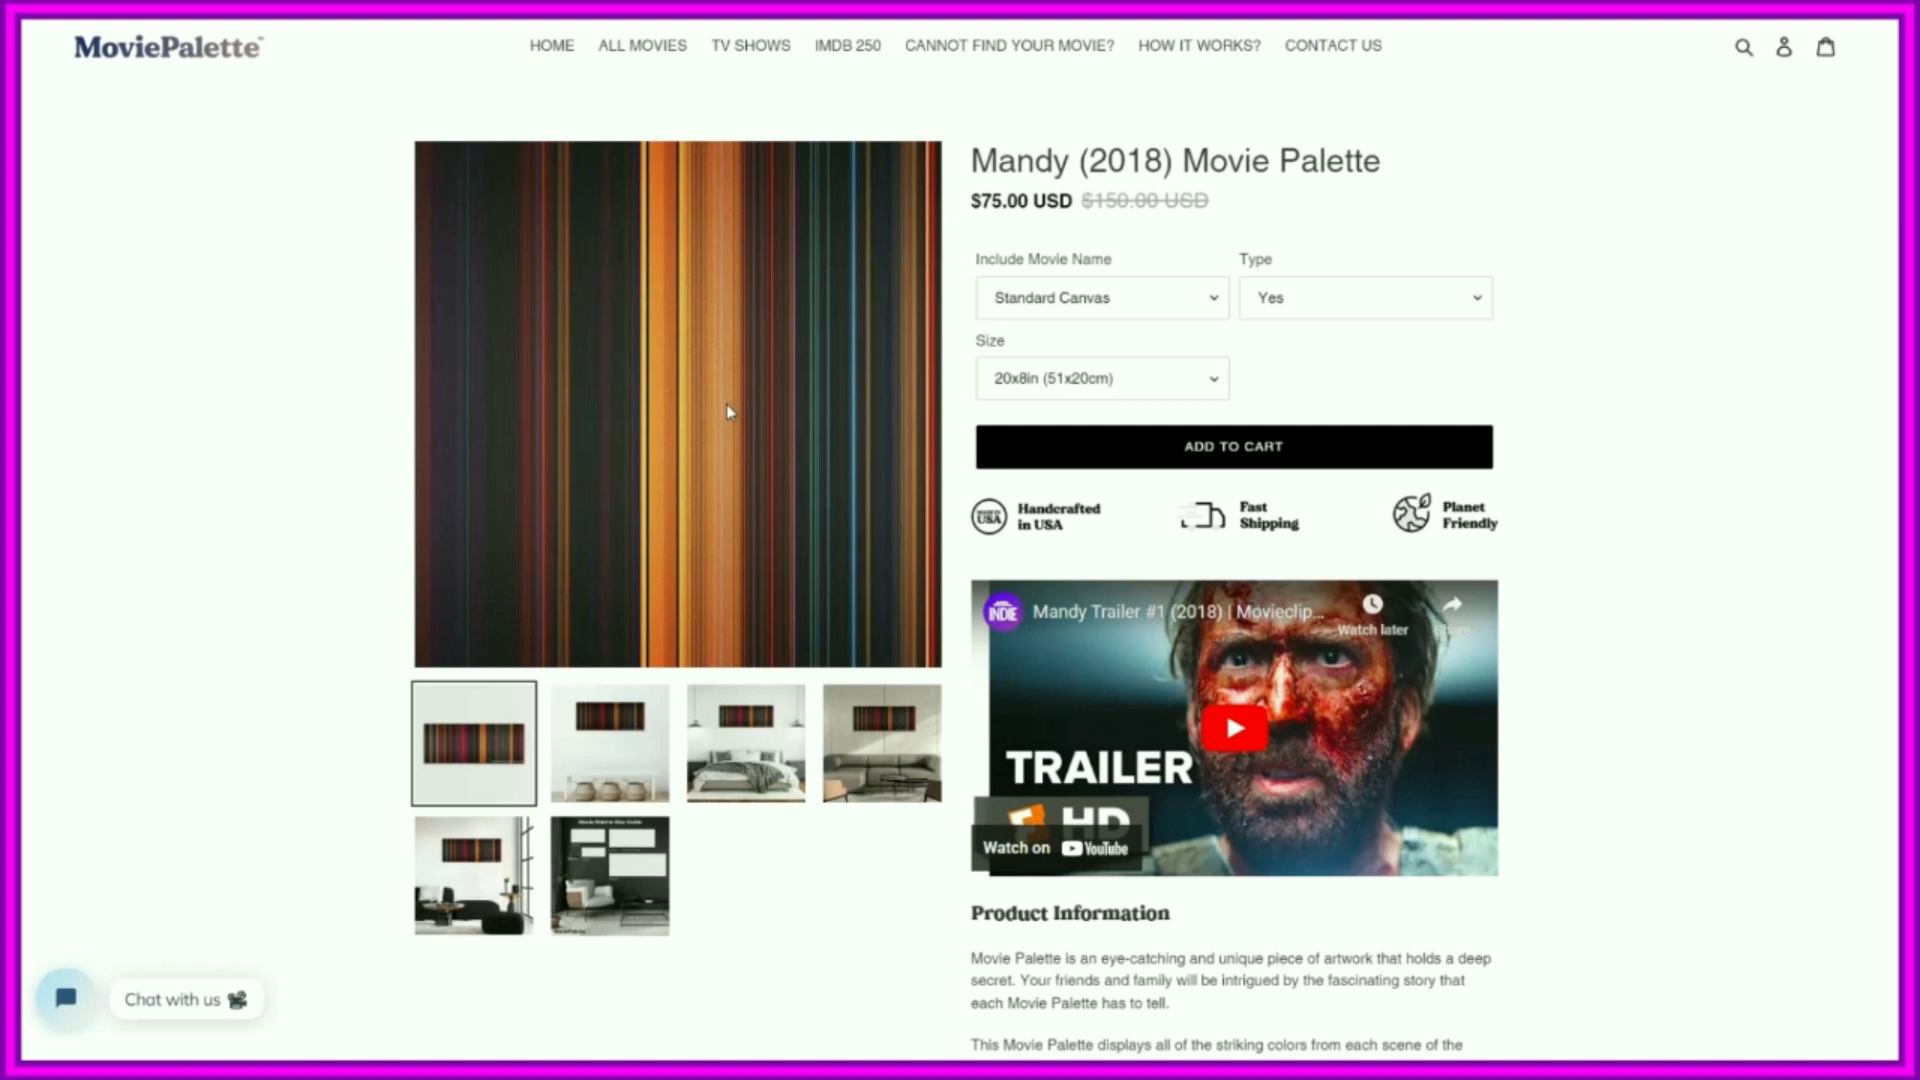 MoviePalette
HOME ALL MOVIES TV SHOWS IMDB 250 CANNOT FIND YOUR MOVIE? HOW IT WORKS? CONTACT US
Mandy (2018) Movie Palette
$75.00 USD $150.00 USD
Include Movie Name Type
Standard Canvas Yes
Size
20x8in (51x20cm)
ADD TO CART
USA
Handcrafted
in USA
Fast
Shipping
Planet
Friendly
INDIE
Mandy Trailer #1 (2018) | Movieclip...
Watch later Share
TRAILER
HD
Watch on YouTube
Product Information
Movie Palette is an eye-catching and unique piece of artwork that holds a deep
secret. Your friends and family will be intrigued by the fascinating story that
each Movie Palette has to tell.
This Movie Palette displays all of the striking colors from each scene of the
Chat with us